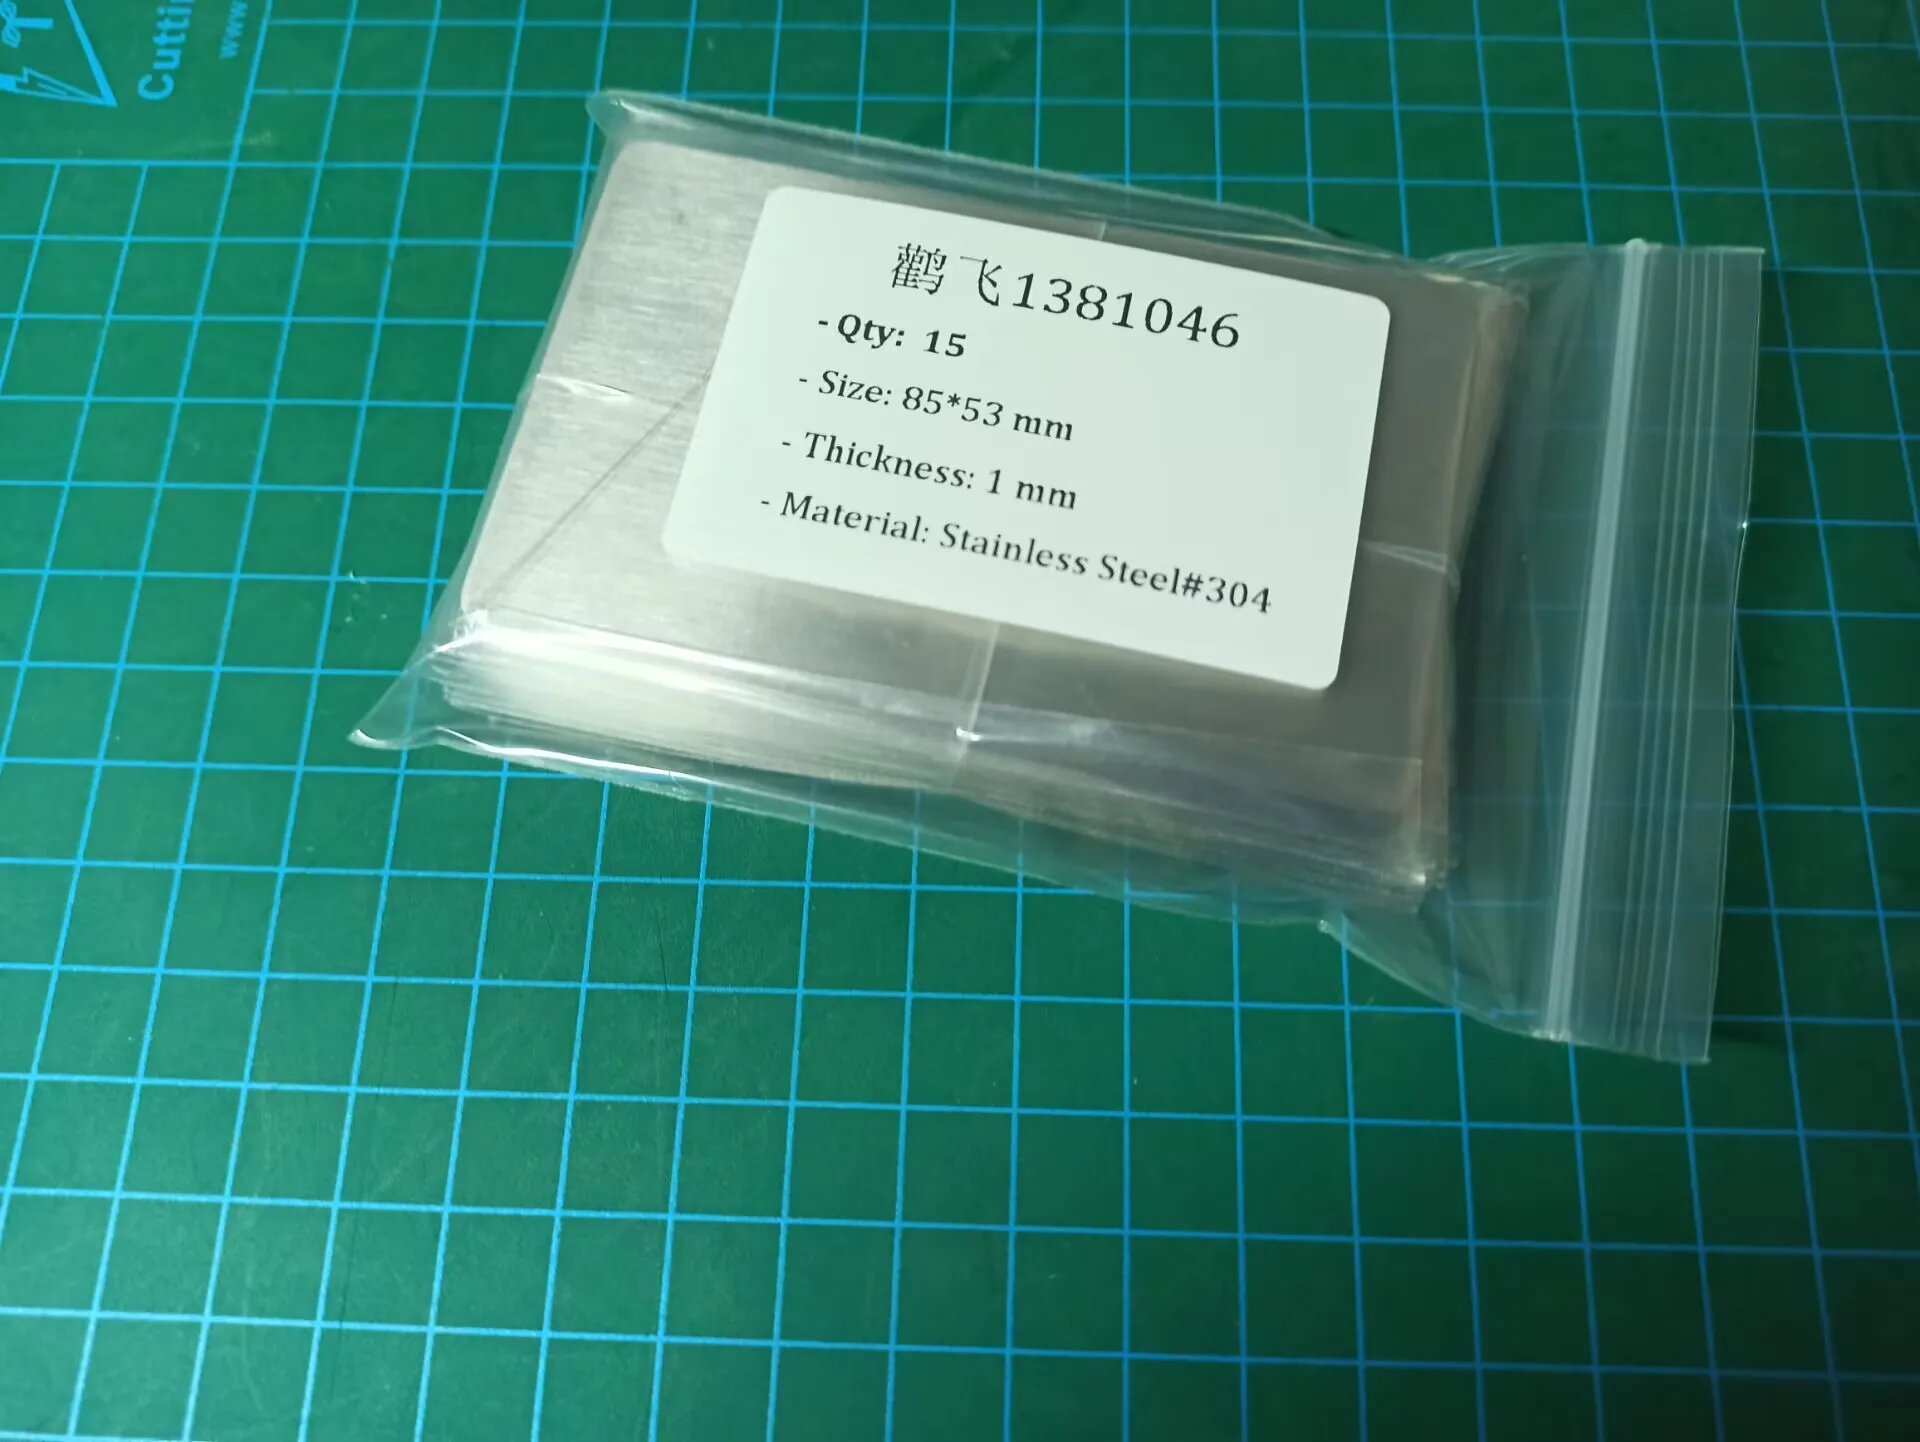 鹳飞1381046
- Qty: 15
- Size: 85*53 mm
- Thickness: 1 mm
- Material: Stainless Steel#304
www.